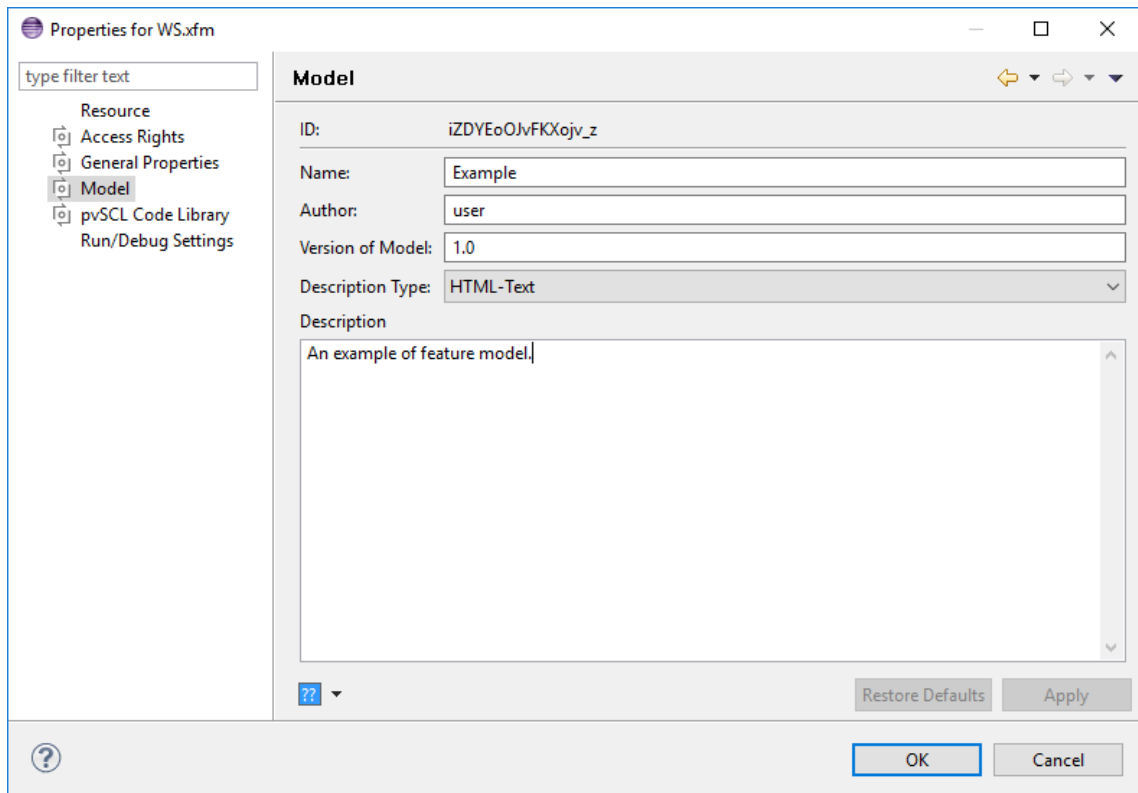 Properties for WS.xfm
type filter text
Resource
Access Rights
General Properties
Model
pvSCL Code Library
Run/Debug Settings
Model
ID: iZDYEoOJvFKXojv_z
Name: Example
Author: user
Version of Model: 1.0
Description Type: HTML-Text
Description
An example of feature model.
??
Restore Defaults Apply
?
OK Cancel